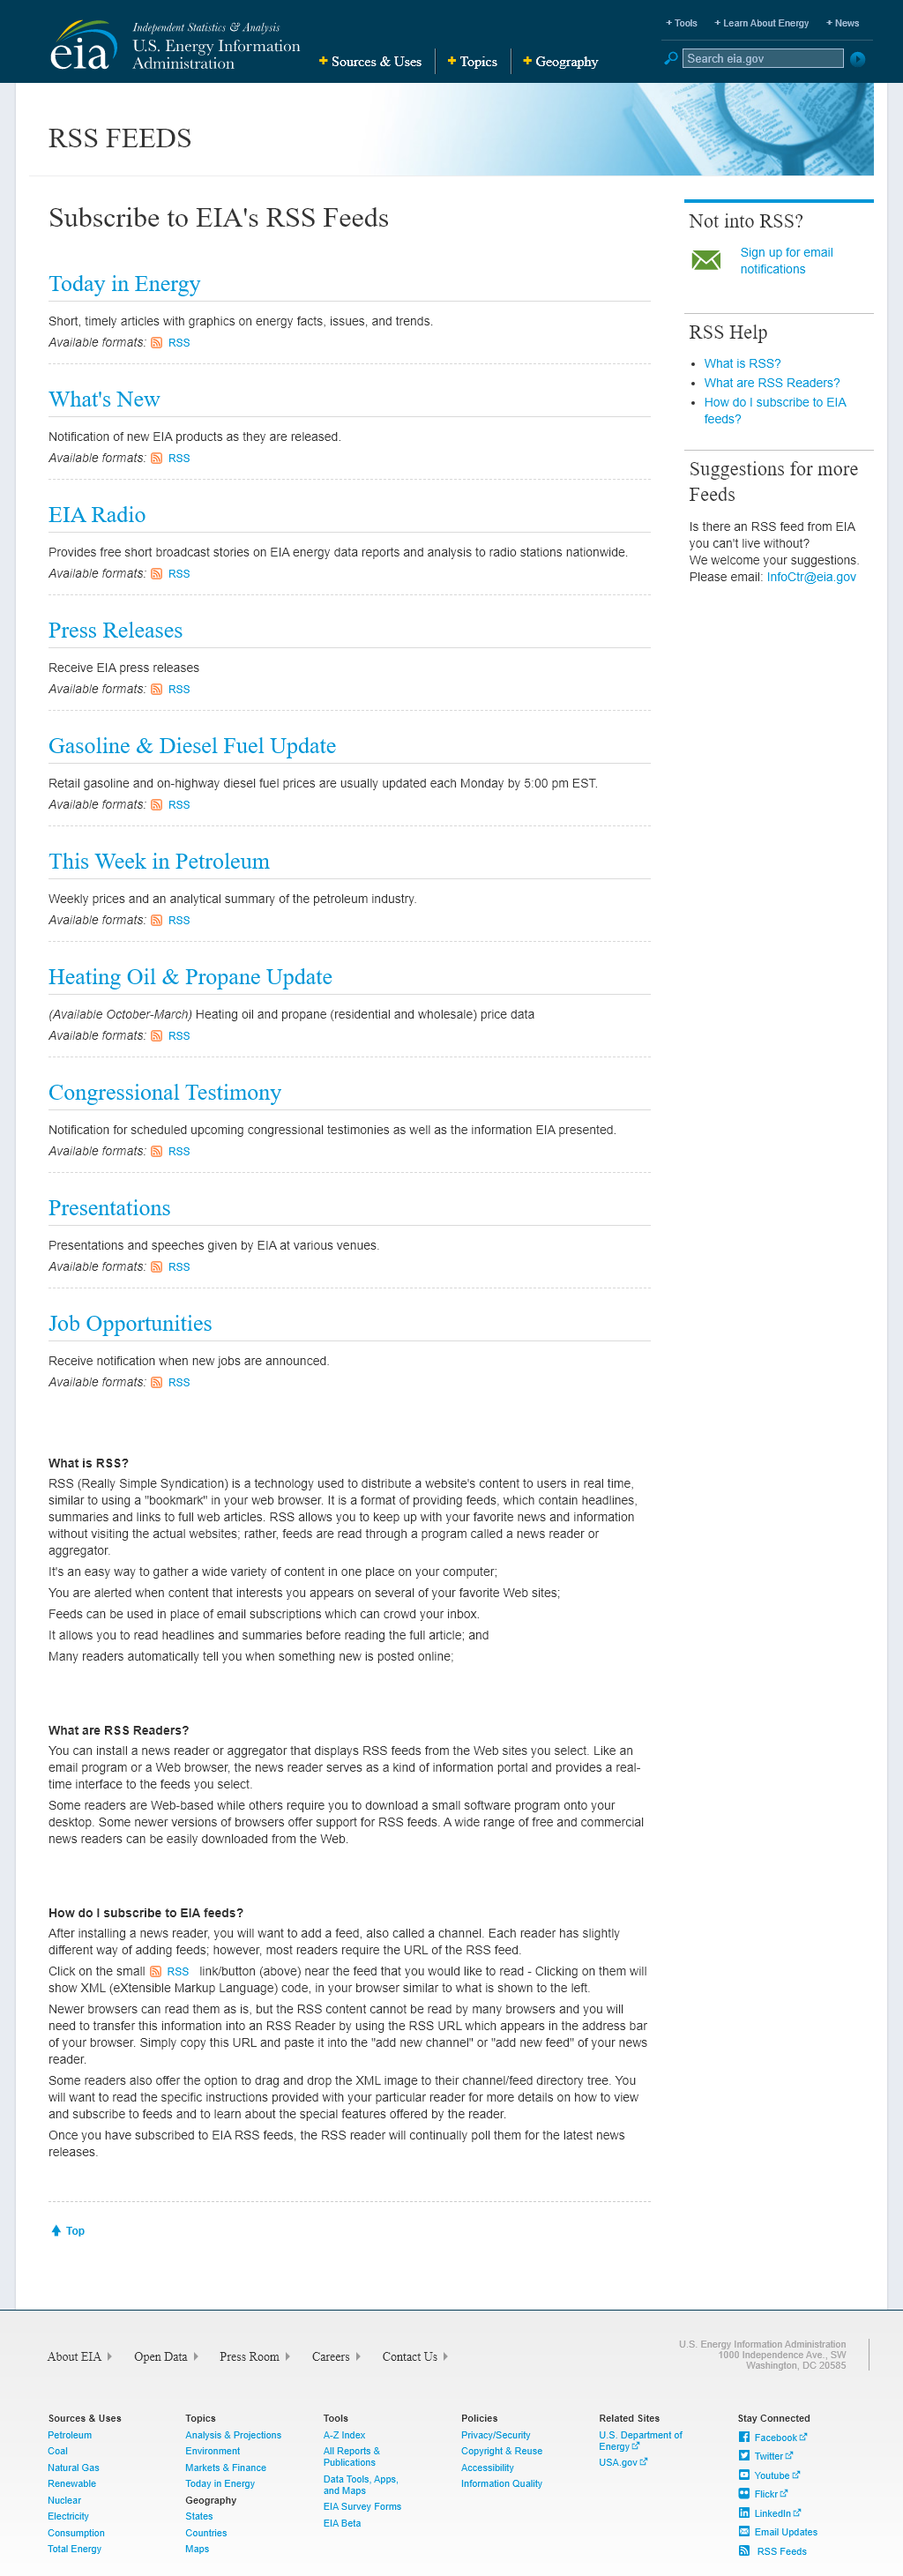 eia
Independent Statistics & Analysis
U.S. Energy Information
Administration
+ Sources & Uses
+ Topics
+ Geography
+ Tools
+ Learn About Energy
+ News
Search eia.gov
RSS FEEDS
Subscribe to EIA's RSS Feeds
Today in Energy
Short, timely articles with graphics on energy facts, issues, and trends.
Available formats: RSS
What's New
Notification of new EIA products as they are released.
Available formats: RSS
EIA Radio
Provides free short broadcast stories on EIA energy data reports and analysis to radio stations nationwide.
Available formats: RSS
Press Releases
Receive EIA press releases
Available formats: RSS
Gasoline & Diesel Fuel Update
Retail gasoline and on-highway diesel fuel prices are usually updated each Monday by 5:00 pm EST.
Available formats: RSS
This Week in Petroleum
Weekly prices and an analytical summary of the petroleum industry.
Available formats: RSS
Heating Oil & Propane Update
(Available October-March) Heating oil and propane (residential and wholesale) price data
Available formats: RSS
Congressional Testimony
Notification for scheduled upcoming congressional testimonies as well as the information EIA presented.
Available formats: RSS
Presentations
Presentations and speeches given by EIA at various venues.
Available formats: RSS
Job Opportunities
Receive notification when new jobs are announced.
Available formats: RSS
What is RSS?
RSS (Really Simple Syndication) is a technology used to distribute a website's content to users in real time,
similar to using a "bookmark" in your web browser. It is a format of providing feeds, which contain headlines,
summaries and links to full web articles. RSS allows you to keep up with your favorite news and information
without visiting the actual websites; rather, feeds are read through a program called a news reader or
aggregator.
It's an easy way to gather a wide variety of content in one place on your computer;
You are alerted when content that interests you appears on several of your favorite Web sites;
Feeds can be used in place of email subscriptions which can crowd your inbox.
It allows you to read headlines and summaries before reading the full article; and
Many readers automatically tell you when something new is posted online;
What are RSS Readers?
You can install a news reader or aggregator that displays RSS feeds from the Web sites you select. Like an
email program or a Web browser, the news reader serves as a kind of information portal and provides a real-
time interface to the feeds you select.
Some readers are Web-based while others require you to download a small software program onto your
desktop. Some newer versions of browsers offer support for RSS feeds. A wide range of free and commercial
news readers can be easily downloaded from the Web.
How do I subscribe to EIA feeds?
After installing a news reader, you will want to add a feed, also called a channel. Each reader has slightly
different way of adding feeds; however, most readers require the URL of the RSS feed.
Click on the small RSS link/button (above) near the feed that you would like to read - Clicking on them will
show XML (eXtensible Markup Language) code, in your browser similar to what is shown to the left.
Newer browsers can read them as is, but the RSS content cannot be read by many browsers and you will
need to transfer this information into an RSS Reader by using the RSS URL which appears in the address bar
of your browser. Simply copy this URL and paste it into the "add new channel" or "add new feed" of your news
reader.
Some readers also offer the option to drag and drop the XML image to their channel/feed directory tree. You
will want to read the specific instructions provided with your particular reader for more details on how to view
and subscribe to feeds and to learn about the special features offered by the reader.
Once you have subscribed to EIA RSS feeds, the RSS reader will continually poll them for the latest news
releases.
Top
Not into RSS?
Sign up for email
notifications
RSS Help
• What is RSS?
• What are RSS Readers?
• How do I subscribe to EIA
feeds?
Suggestions for more
Feeds
Is there an RSS feed from EIA
you can't live without?
We welcome your suggestions.
Please email: InfoCtr@eia.gov
About EIA
Open Data
Press Room
Careers
Contact Us
U.S. Energy Information Administration
1000 Independence Ave., SW
Washington, DC 20585
Sources & Uses
Petroleum
Coal
Natural Gas
Renewable
Nuclear
Electricity
Consumption
Total Energy
Topics
Analysis & Projections
Environment
Markets & Finance
Today in Energy
Geography
States
Countries
Maps
Tools
A-Z Index
All Reports &
Publications
Data Tools, Apps,
and Maps
EIA Survey Forms
EIA Beta
Policies
Privacy/Security
Copyright & Reuse
Accessibility
Information Quality
Related Sites
U.S. Department of
Energy
USA.gov
Stay Connected
Facebook
Twitter
Youtube
Flickr
LinkedIn
Email Updates
RSS Feeds